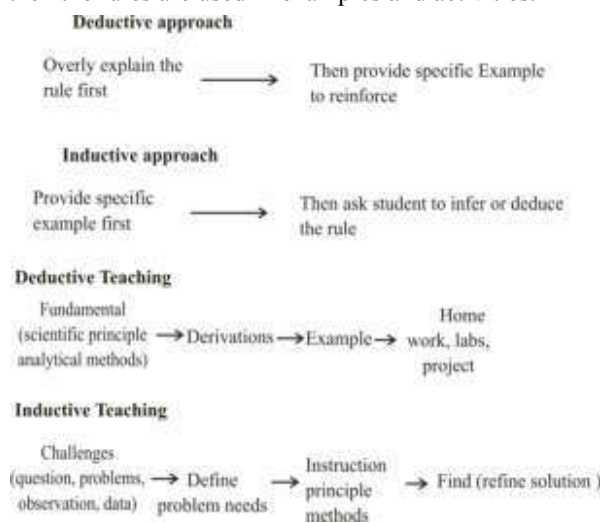 Deductive approach
Overly explain the → Then provide specific Example
rule first to reinforce
Inductive approach
Provide specific → Then ask student to infer or deduce
example first the rule
Deductive Teaching
Fundamental
(scientific principle → Derivations → Example →
analytical methods)
Home
work, labs,
project
Inductive Teaching
Challenges
(question, problems,
observation, data)
→ Define
problem needs
→ Instruction
principle
methods
→ Find (refine solution )